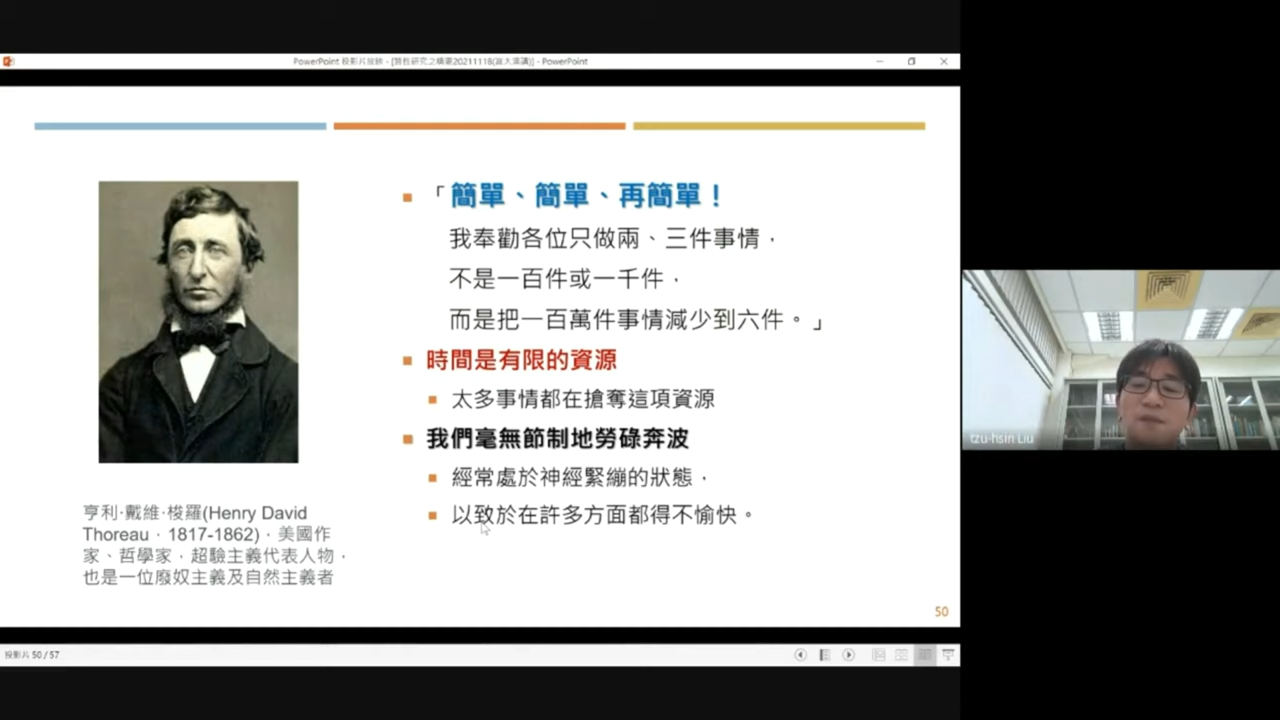 PowerPoint 投影片放映 - [質性研究之精要20211118(直大演講)] - PowerPoint
「簡單、簡單、再簡單！
我奉勸各位只做兩、三件事情，
不是一百件或一千件，
而是把一百萬件事情減少到六件。」
時間是有限的資源
太多事情都在搶奪這項資源
我們毫無節制地勞碌奔波
經常處於神經緊繃的狀態，
以致於在許多方面都得不愉快。
亨利·戴維·梭羅(Henry David
Thoreau，1817-1862)，美國作
家、哲學家，超驗主義代表人物，
也是一位廢奴主義及自然主義者
50
投影片 50 / 57
tzu-hsin Liu